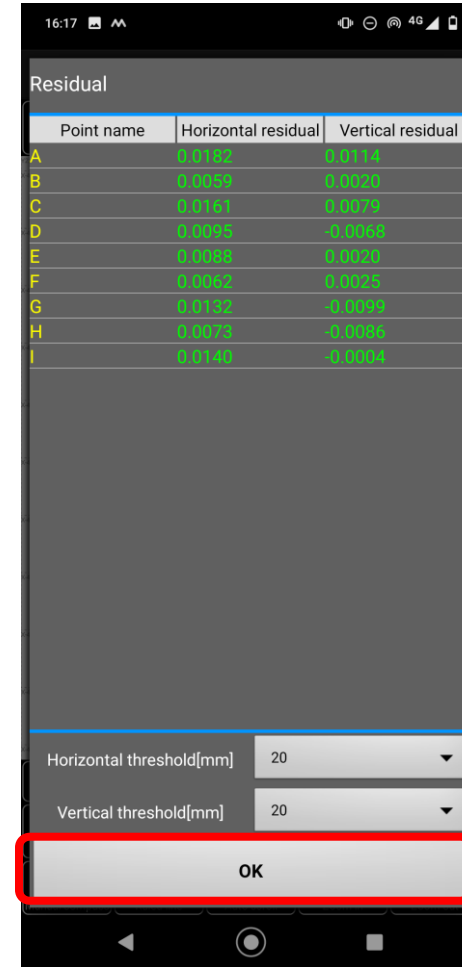 16:17 4G
Residual
Point name Horizontal residual Vertical residual
A 0.0182 0.0114
B 0.0059 0.0020
C 0.0161 0.0079
D 0.0095 -0.0068
E 0.0088 0.0020
F 0.0062 0.0025
G 0.0132 -0.0099
H 0.0073 -0.0086
I 0.0140 -0.0004
Horizontal threshold[mm] 20
Vertical threshold[mm] 20
OK